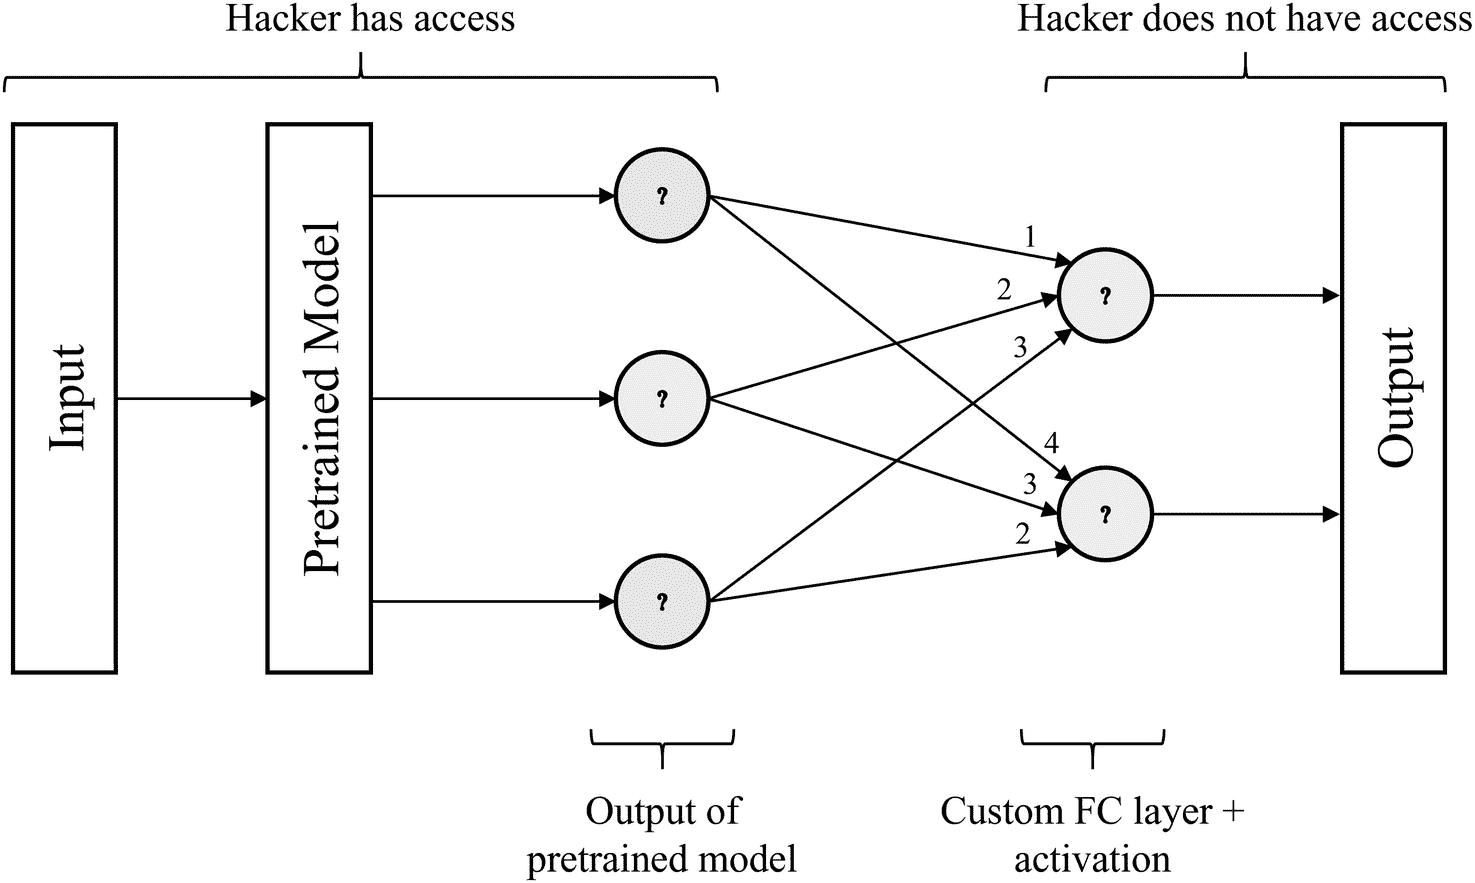 Hacker has access
Hacker does not have access
Input
Pretrained Model
?
?
?
1
2
3
4
3
2
?
?
Output
Output of
pretrained model
Custom FC layer +
activation